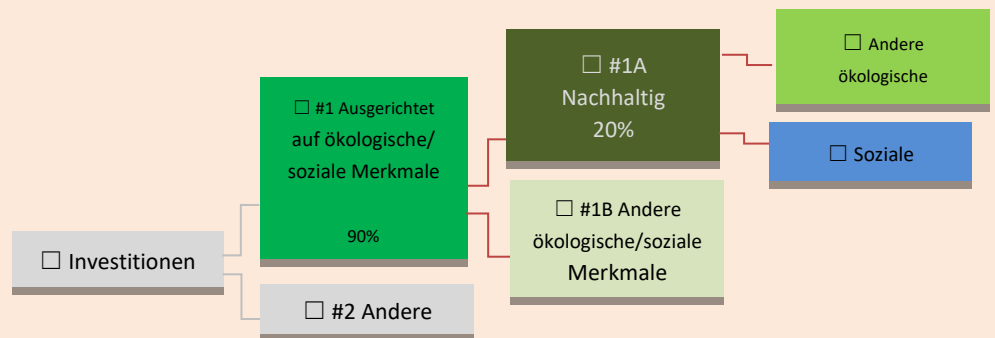 ☐ Investitionen
☐ #1 Ausgerichtet
auf ökologische/
soziale Merkmale
90%
☐ #2 Andere
☐ #1A
Nachhaltig
20%
☐ #1B Andere
ökologische/soziale
Merkmale
☐ Andere
ökologische
☐ Soziale